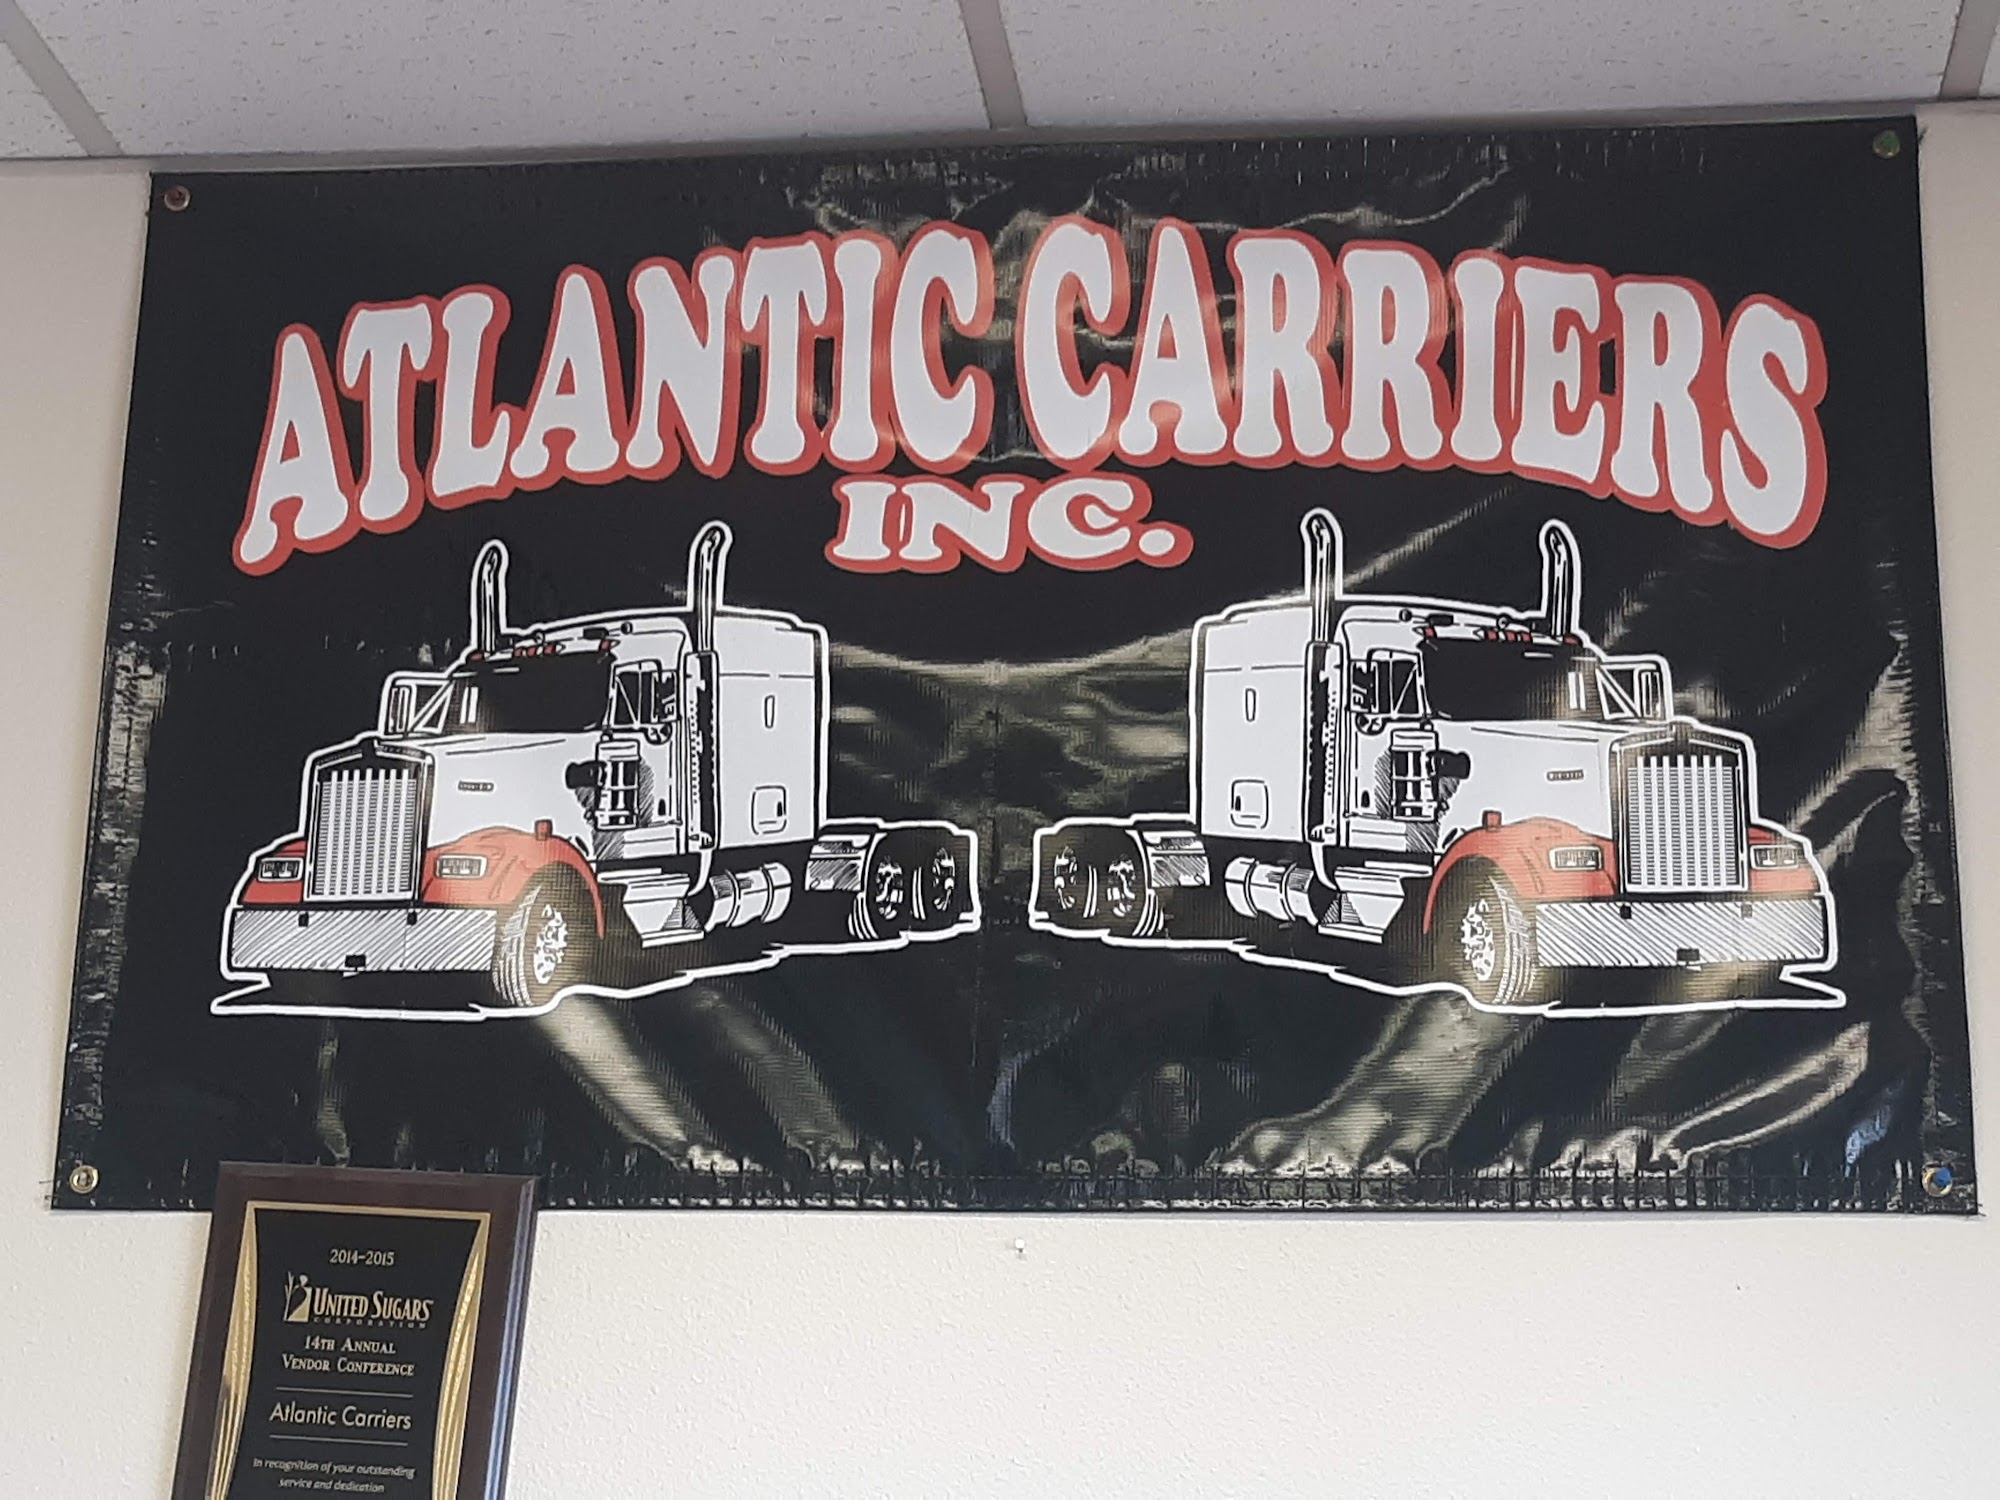 ATLANTIC CARRIERS
INC.
2014-2015
UNITED SUGARS
CORPORATION
14TH ANNUAL
VENDOR CONFERENCE
Atlantic Carriers
In recognition of your outstanding
service and dedication